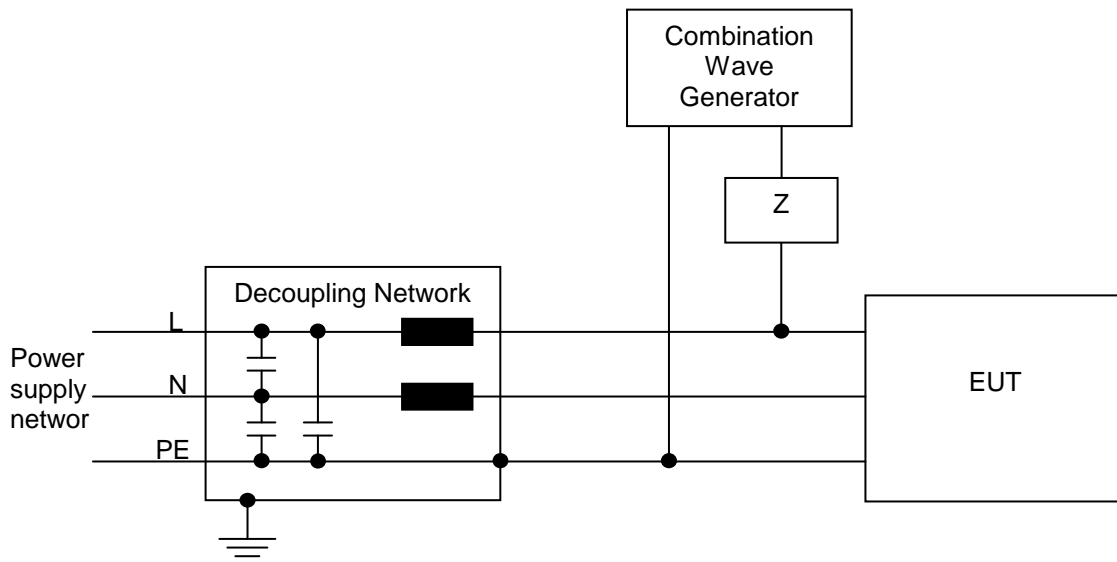 Combination
Wave
Generator
Z
Decoupling Network
L
Power
supply
networ
N
PE
EUT